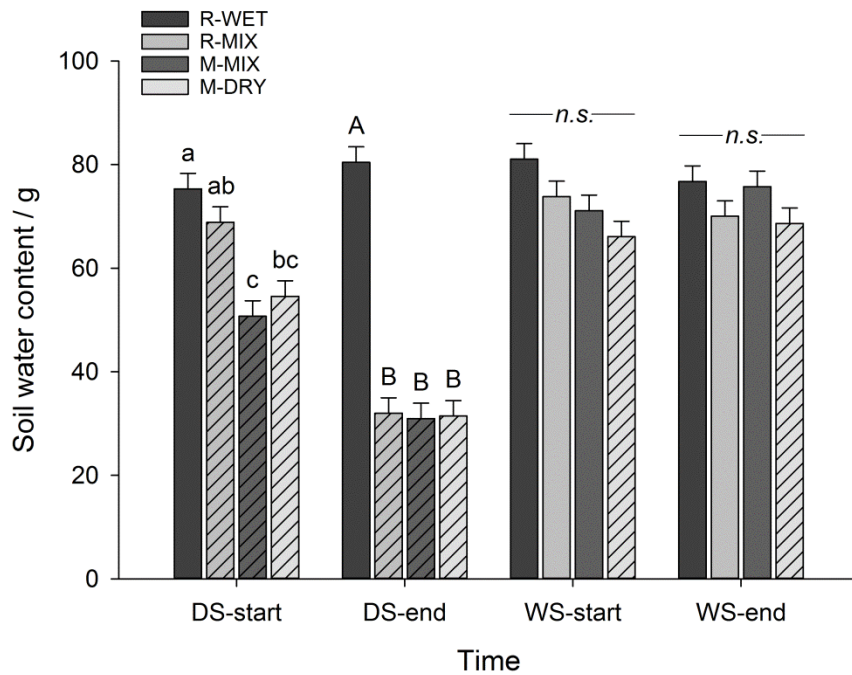 R-WET
R-MIX
M-MIX
M-DRY
100
80
60
40
20
0
Soil water content / g
a
ab
c
bc
A
B
B
B
n.s.
n.s.
DS-start
DS-end
WS-start
WS-end
Time